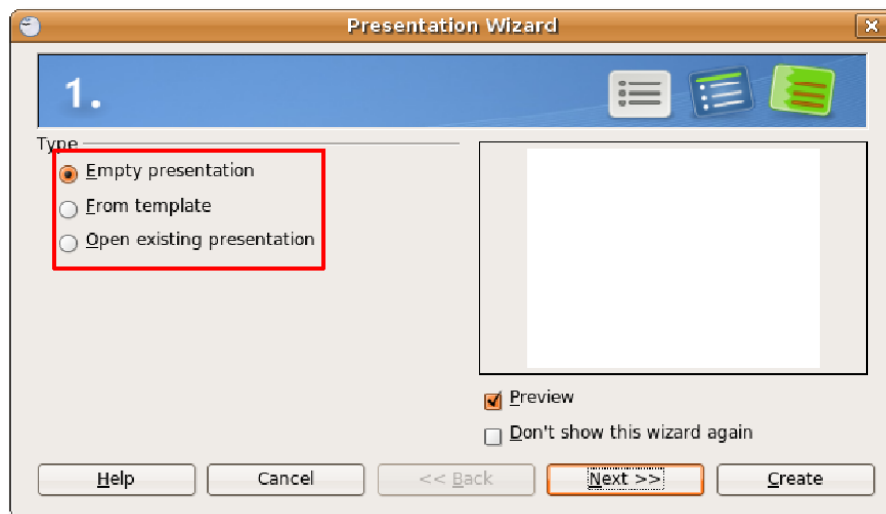 Presentation Wizard
1.
Type
Empty presentation
From template
Open existing presentation
Preview
Don't show this wizard again
Help
Cancel
<< Back
Next >>
Create